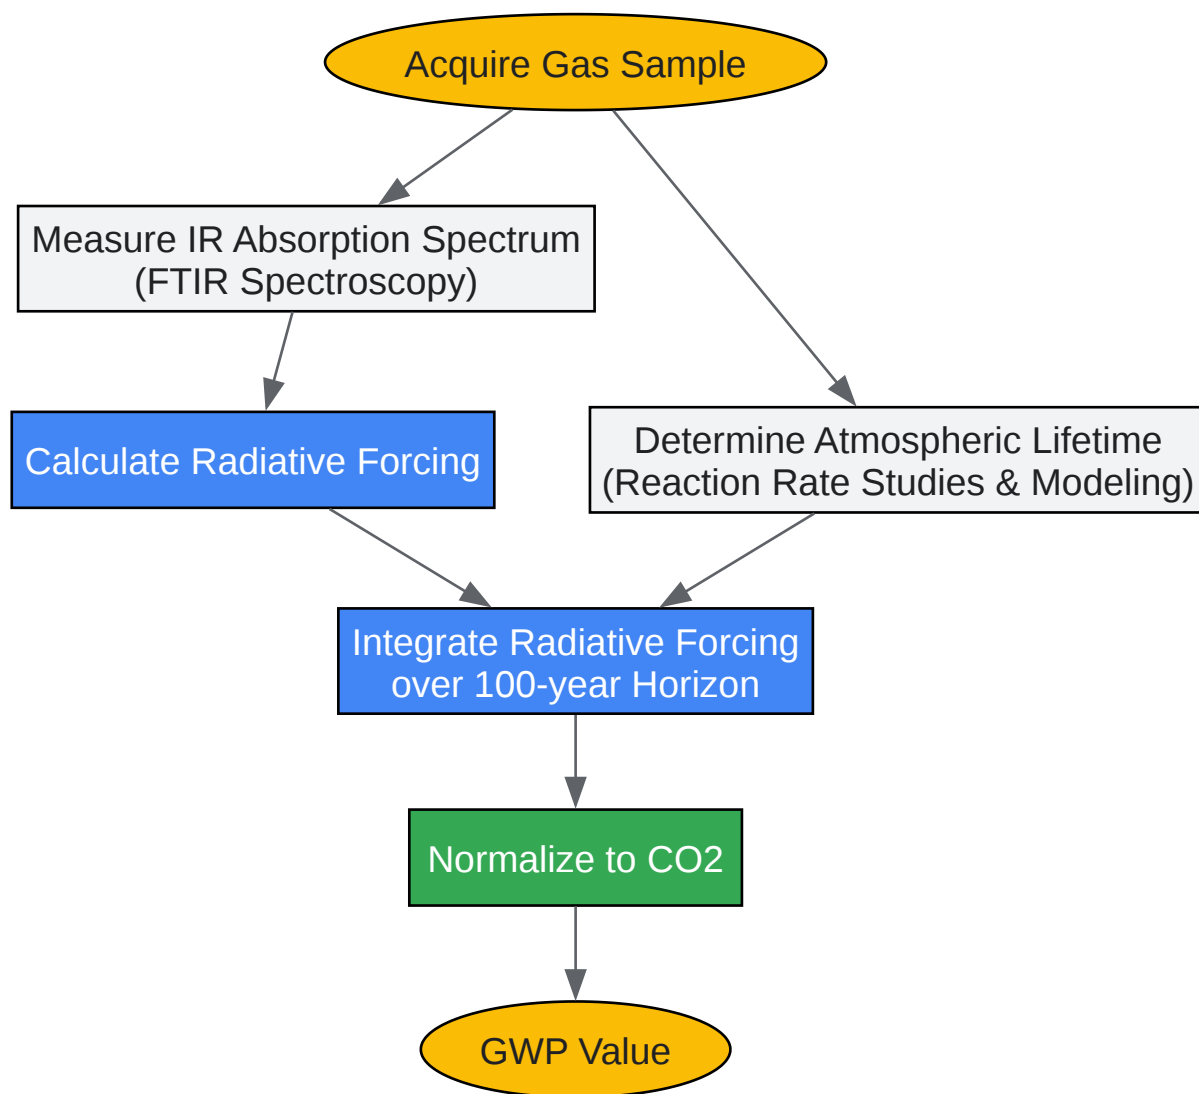 Acquire Gas Sample
Measure IR Absorption Spectrum
(FTIR Spectroscopy)
Calculate Radiative Forcing
Determine Atmospheric Lifetime
(Reaction Rate Studies & Modeling)
Integrate Radiative Forcing
over 100-year Horizon
Normalize to CO2
GWP Value